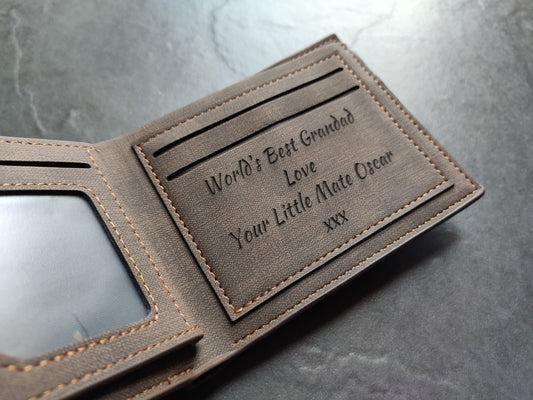 World's Best Grandad
Love
Your Little Mate Oscar
xxx